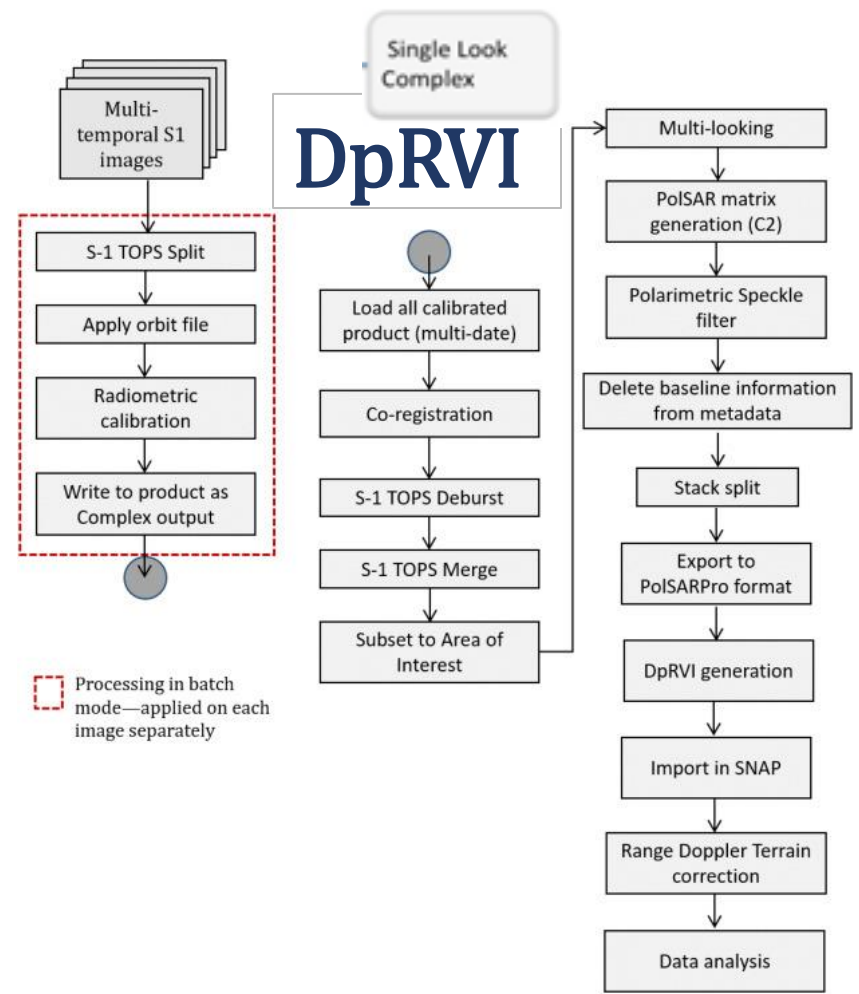 Single Look
Complex
DpRVI
Multi-
temporal S1
images
S-1 TOPS Split
Apply orbit file
Radiometric
calibration
Write to product as
Complex output
Processing in batch
mode—applied on each
image separately
Load all calibrated
product (multi-date)
Co-registration
S-1 TOPS Deburst
S-1 TOPS Merge
Subset to Area of
Interest
Multi-looking
PolSAR matrix
generation (C2)
Polarimetric Speckle
filter
Delete baseline information
from metadata
Stack split
Export to
PolSARPro format
DpRVI generation
Import in SNAP
Range Doppler Terrain
correction
Data analysis